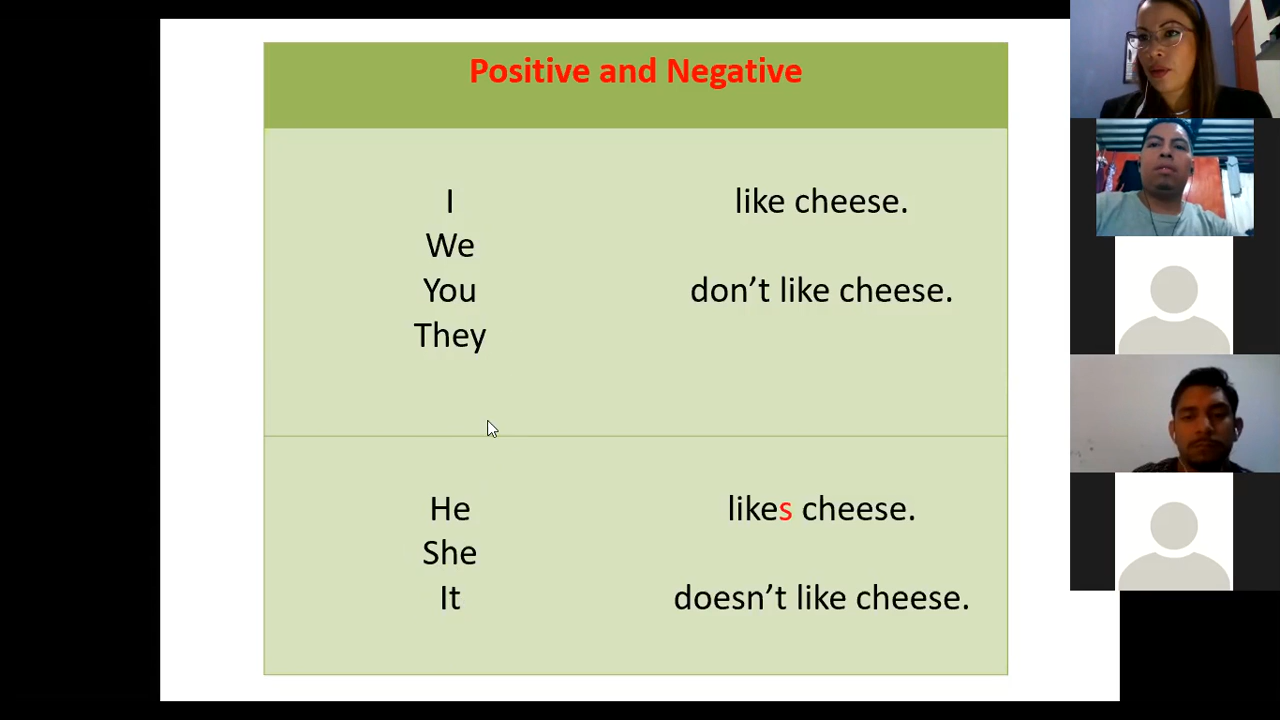 Positive and Negative
I like cheese.
We
You don't like cheese.
They
He likes cheese.
She
It doesn't like cheese.